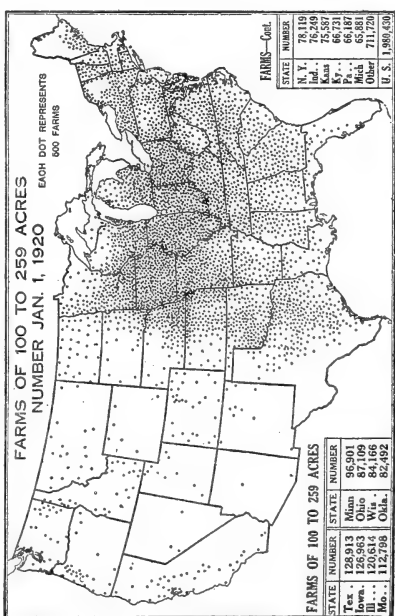 FARMS OF 100 TO 259 ACRES
NUMBER JAN. 1, 1920
EACH DOT REPRESENTS
500 FARMS
FARMS OF 100 TO 259 ACRES
STATE NUMBER STATE NUMBER
Tex . 128,913 Minn 96,901
Iowa. 126,963 Ohio 87,109
Ill... 120,614 Wis . 84,166
Mo.. 112,798 Okla. 82,492
FARMS—Cont.
STATE NUMBER
N. Y. 78,119
Ind.. 76,249
Kans 75,587
Ky... 66,731
Pa... 66,187
Mich 65,881
Other 711,720
U. S. 1,980,430